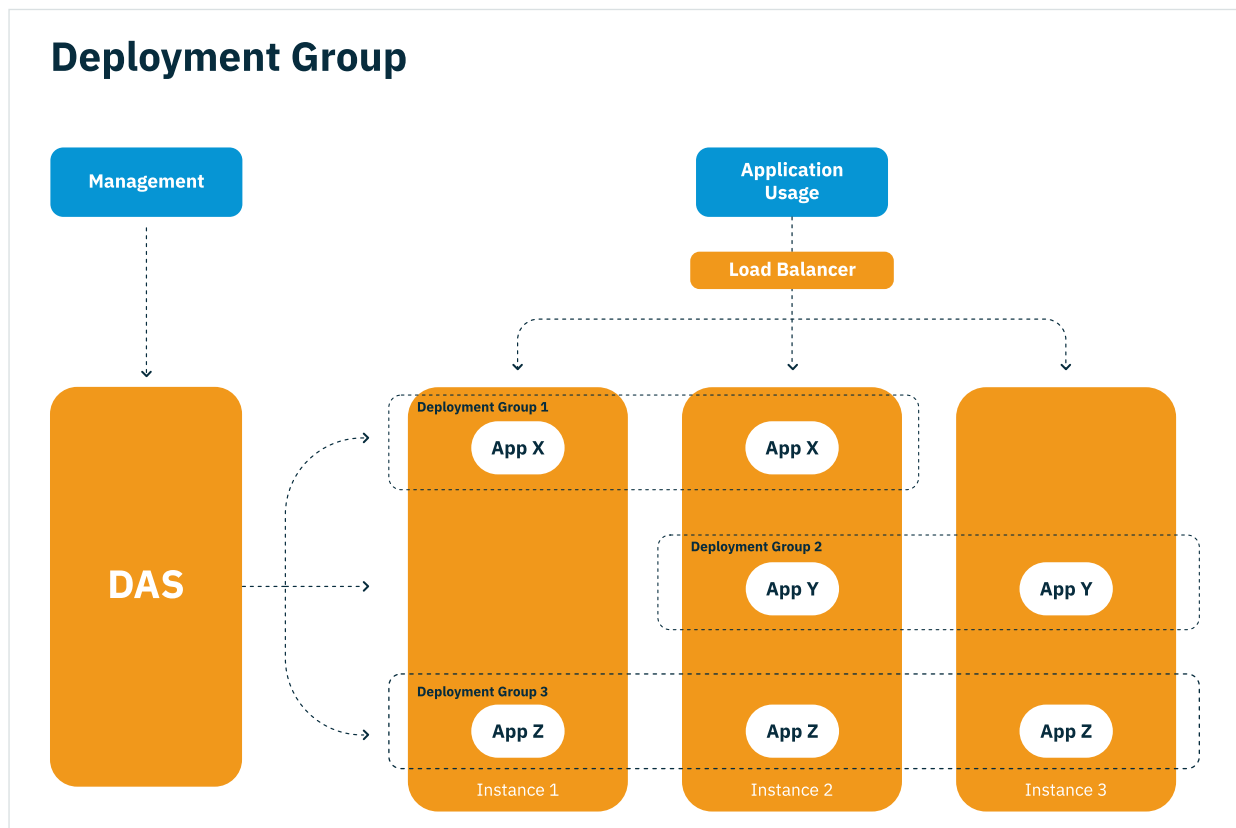 Deployment Group
Management
Application
Usage
Load Balancer
DAS
Deployment Group 1
App X
App X
Deployment Group 2
App Y
App Y
Deployment Group 3
App Z
App Z
App Z
Instance 1
Instance 2
Instance 3